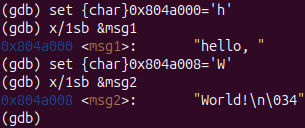 (gdb) set {char}0x804a000='h'
(gdb) x/1sb &msg1
0x804a000 <msg1>:	"hello, "
(gdb) set {char}0x804a008='W'
(gdb) x/1sb &msg2
0x804a008 <msg2>:	"World!\n\034"
(gdb)